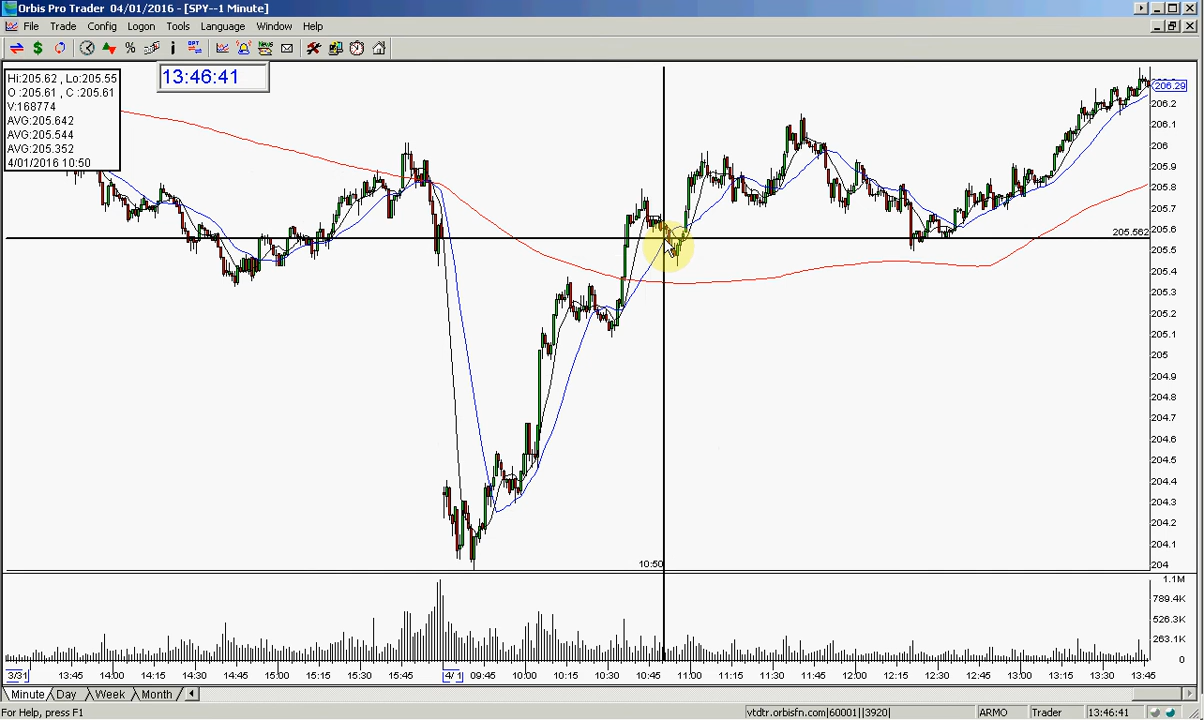 Orbis Pro Trader 04/01/2016 - [SPY--1 Minute]
File Trade Config Logon Tools Language Window Help
13:46:41
Hi:205.62 , Lo:205.55
O :205.61 , C :205.61
V:168774
AVG:205.642
AVG:205.544
AVG:205.352
4/01/2016 10:50
206.29
206.2
206.1
206
205.9
205.8
205.7
205.6
205.562
205.5
205.4
205.3
205.2
205.1
205
204.9
204.8
204.7
204.6
204.5
204.4
204.3
204.2
204.1
204
10:50
1.1M
789.4K
526.3K
263.1K
0
3/31 13:45 14:00 14:15 14:30 14:45 15:00 15:15 15:30 15:45 4/ 1 09:45 10:00 10:15 10:30 10:45 11:00 11:15 11:30 11:45 12:00 12:15 12:30 12:45 13:00 13:15 13:30 13:45
Minute Day Week Month
For Help, press F1 vtdtr.orbisfn.com|60001||3920| ARMO Trader 13:46:41